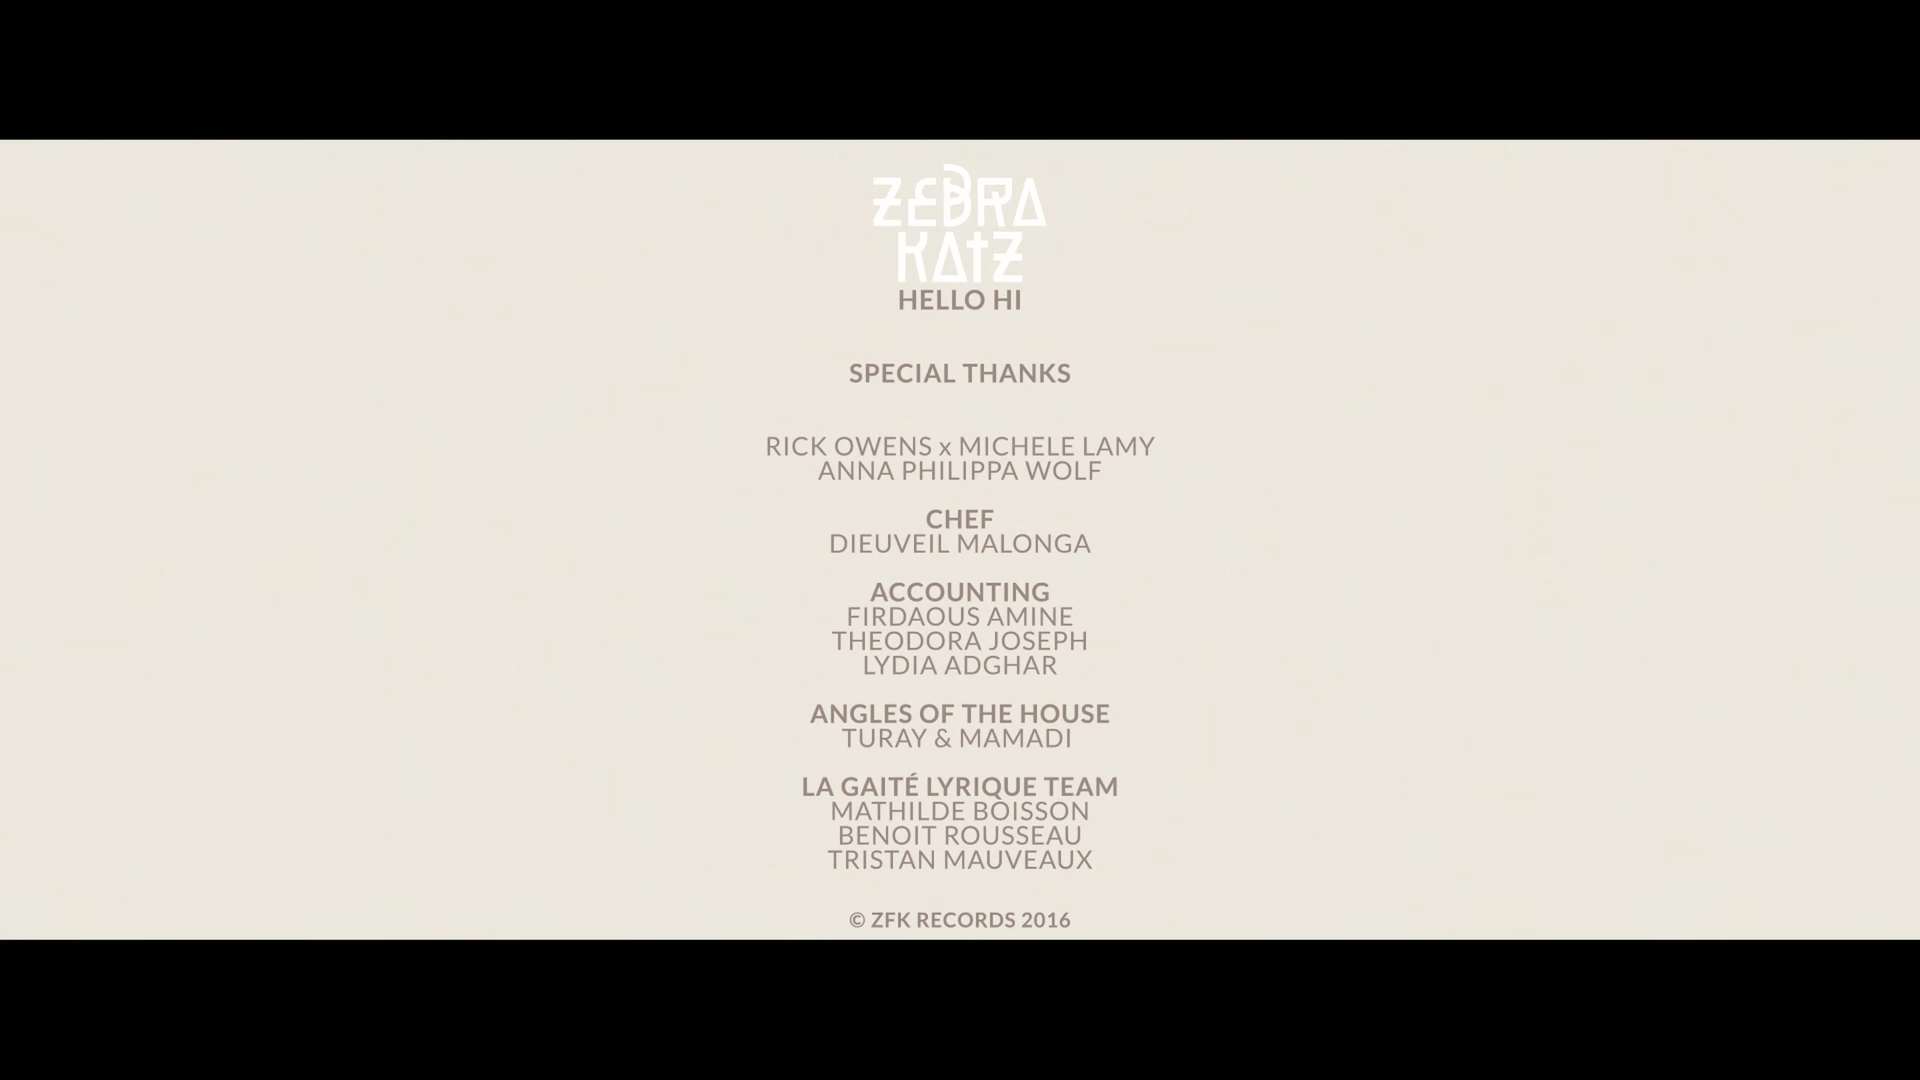 ZEBRA
KATZ
HELLO HI
SPECIAL THANKS
RICK OWENS x MICHELE LAMY
ANNA PHILIPPA WOLF
CHEF
DIEUVEIL MALONGA
ACCOUNTING
FIRDAOUS AMINE
THEODORA JOSEPH
LYDIA ADGHAR
ANGLES OF THE HOUSE
TURAY & MAMADI
LA GAITÉ LYRIQUE TEAM
MATHILDE BOISSON
BENOIT ROUSSEAU
TRISTAN MAUVEAUX
© ZFK RECORDS 2016